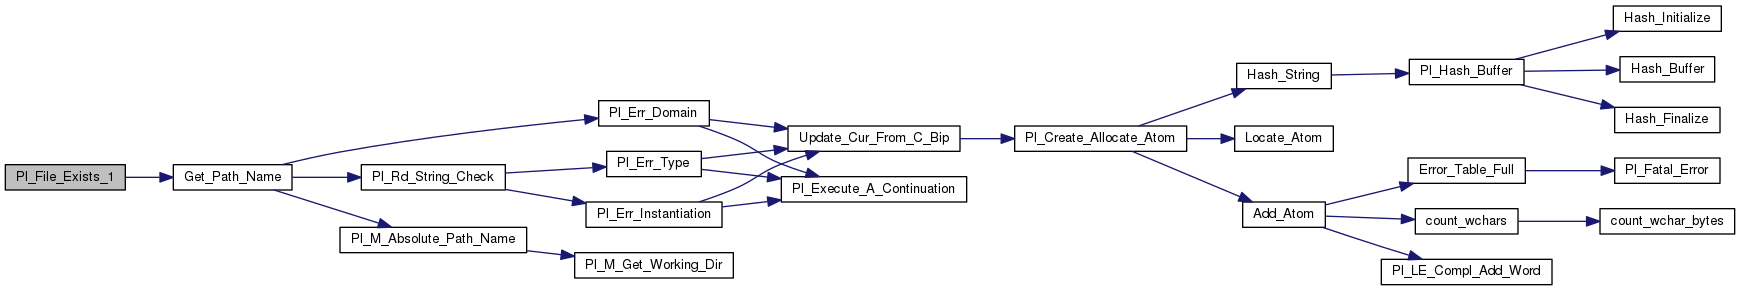 Pl_File_Exists_1
Get_Path_Name
Pl_Err_Domain
Pl_Rd_String_Check
Pl_M_Absolute_Path_Name
Pl_Err_Type
Pl_Err_Instantiation
Pl_M_Get_Working_Dir
Update_Cur_From_C_Bip
Pl_Execute_A_Continuation
Pl_Create_Allocate_Atom
Hash_String
Locate_Atom
Add_Atom
Pl_Hash_Buffer
Error_Table_Full
count_wchars
Pl_LE_Compl_Add_Word
Hash_Initialize
Hash_Buffer
Hash_Finalize
Pl_Fatal_Error
count_wchar_bytes